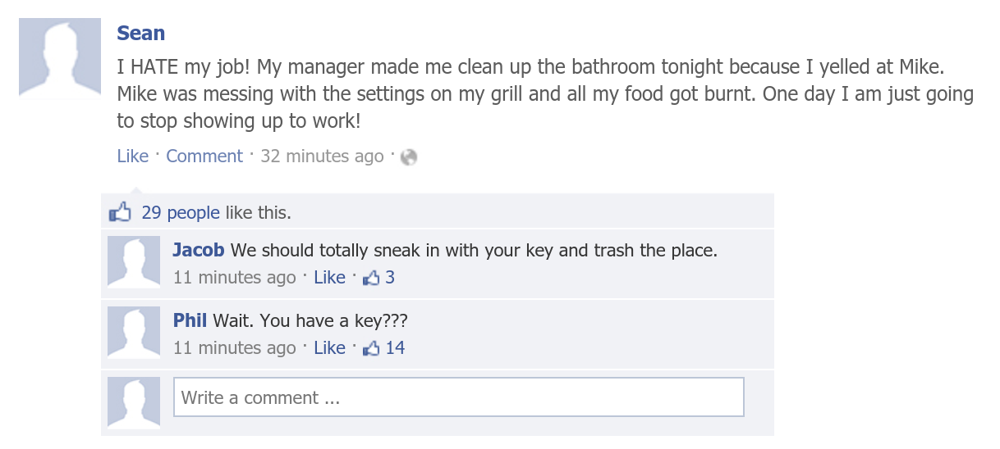 Sean
I HATE my job! My manager made me clean up the bathroom tonight because I yelled at Mike.
Mike was messing with the settings on my grill and all my food got burnt. One day I am just going
to stop showing up to work!
Like · Comment · 32 minutes ago ·
29 people like this.
Jacob We should totally sneak in with your key and trash the place.
11 minutes ago · Like · 3
Phil Wait. You have a key???
11 minutes ago · Like · 14
Write a comment ...